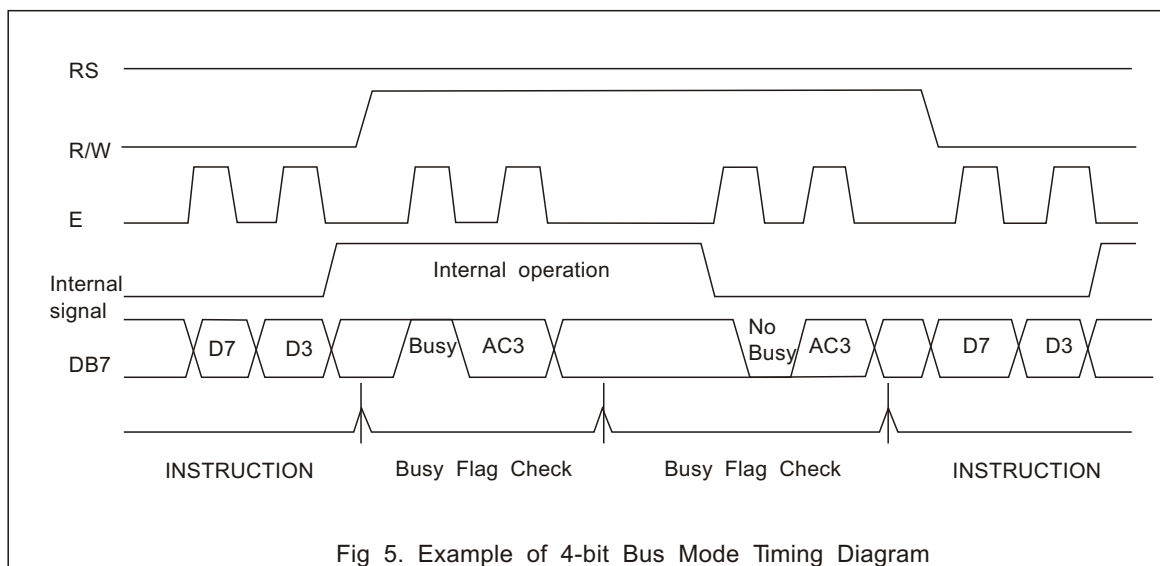 RS
R/W
E
Internal operation
Internal
signal
DB7
D7 D3 Busy AC3 No
Busy AC3 D7 D3
INSTRUCTION Busy Flag Check Busy Flag Check INSTRUCTION
Fig 5. Example of 4-bit Bus Mode Timing Diagram